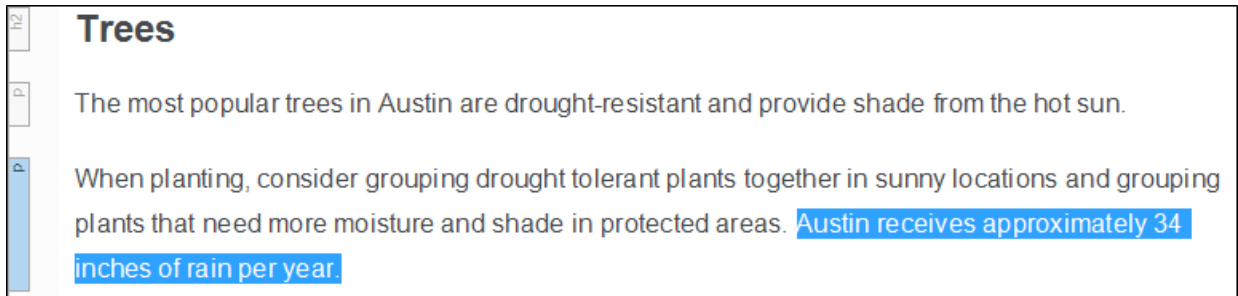 h2
Trees
p
The most popular trees in Austin are drought-resistant and provide shade from the hot sun.
p
When planting, consider grouping drought tolerant plants together in sunny locations and grouping
plants that need more moisture and shade in protected areas. Austin receives approximately 34
inches of rain per year.